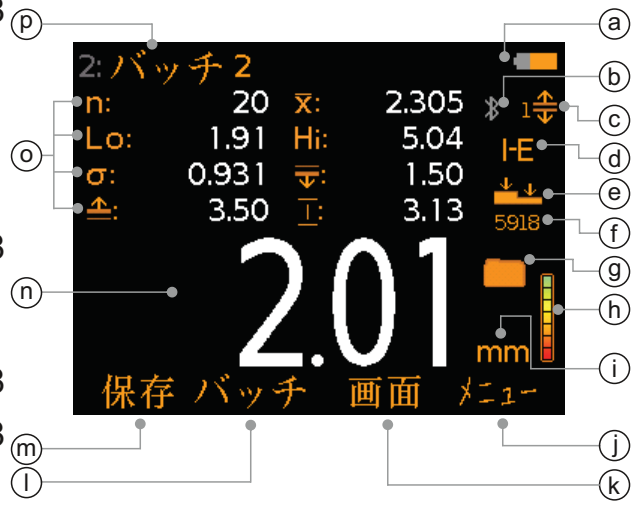 p
a
2: バッチ 2
b
n: 20 x̅: 2.305
1
c
Lo: 1.91 Hi: 5.04
I-E
d
o
σ: 0.931 : 1.50
e
: 3.50 : 3.13
5918
f
g
n
2.01
h
mm
i
保存 バッチ 画面 メニュー
m
j
l
k